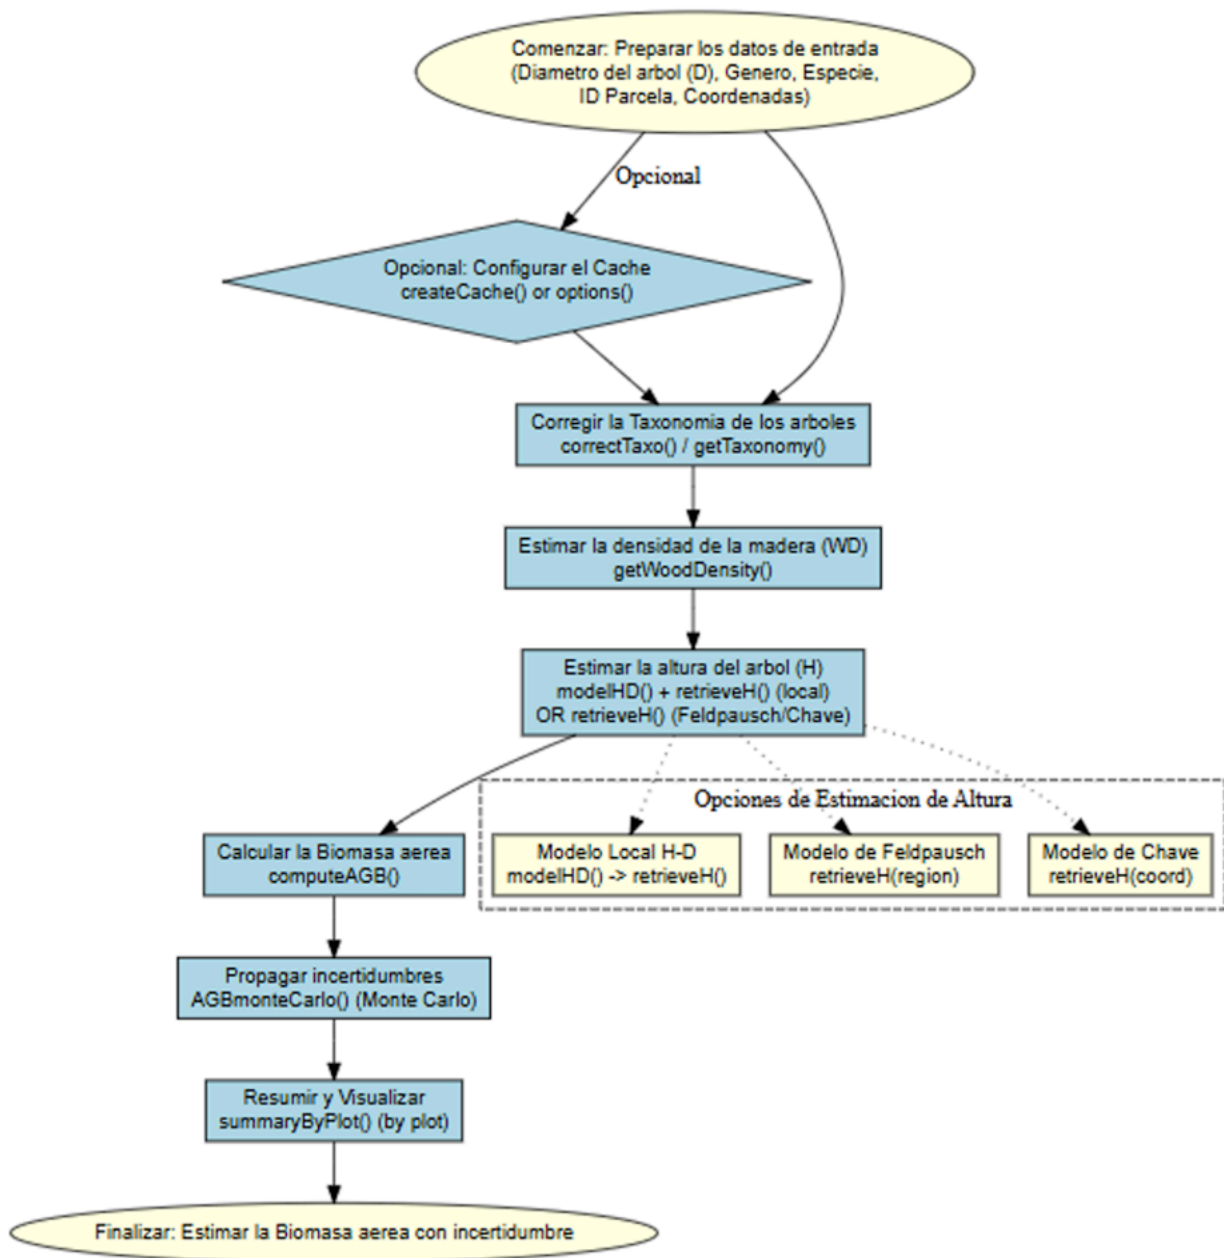 Comenzar: Preparar los datos de entrada
(Diametro del arbol (D), Genero, Especie,
ID Parcela, Coordenadas)
Opcional
Opcional: Configurar el Cache
createCache() or options()
Corregir la Taxonomia de los arboles
correctTaxo() / getTaxonomy()
Estimar la densidad de la madera (WD)
getWoodDensity()
Estimar la altura del arbol (H)
modelHD() + retrieveH() (local)
OR retrieveH() (Feldpausch/Chave)
Opciones de Estimacion de Altura
Modelo Local H-D
modelHD() -> retrieveH()
Modelo de Feldpausch
retrieveH(region)
Modelo de Chave
retrieveH(coord)
Calcular la Biomasa aerea
computeAGB()
Propagar incertidumbres
AGBmonteCarlo() (Monte Carlo)
Resumir y Visualizar
summaryByPlot() (by plot)
Finalizar: Estimar la Biomasa aerea con incertidumbre